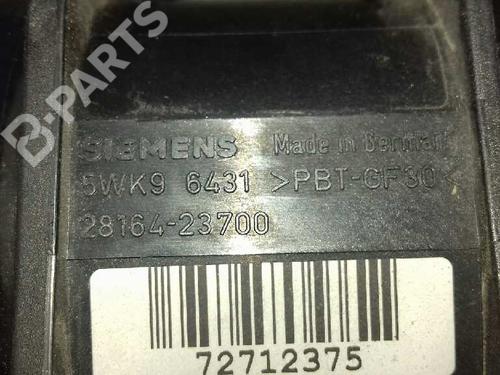 B-PARTS
SIEMENS Made in Germany
5WK9 6431 >PBT-GF30<
28164-23700
72712375